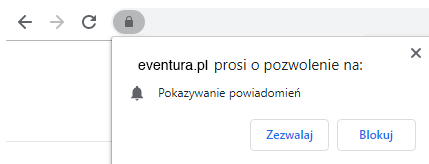 eventura.pl prosi o pozwolenie na:
Pokazywanie powiadomień
Zezwalaj Blokuj